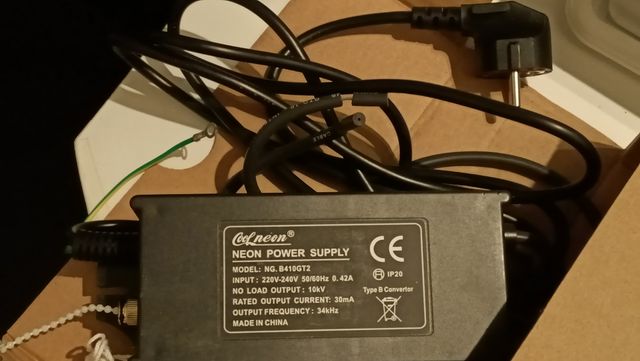 Coolneon®
NEON POWER SUPPLY
MODEL: NG. B410GT2
INPUT : 220V-240V 50/60Hz 0.42A
NO LOAD OUTPUT : 10kV
RATED OUTPUT CURRENT: 30mA
OUTPUT FREQUENCY : 34kHz
MADE IN CHINA
CE
IP20
Type B Convertor
CABLE